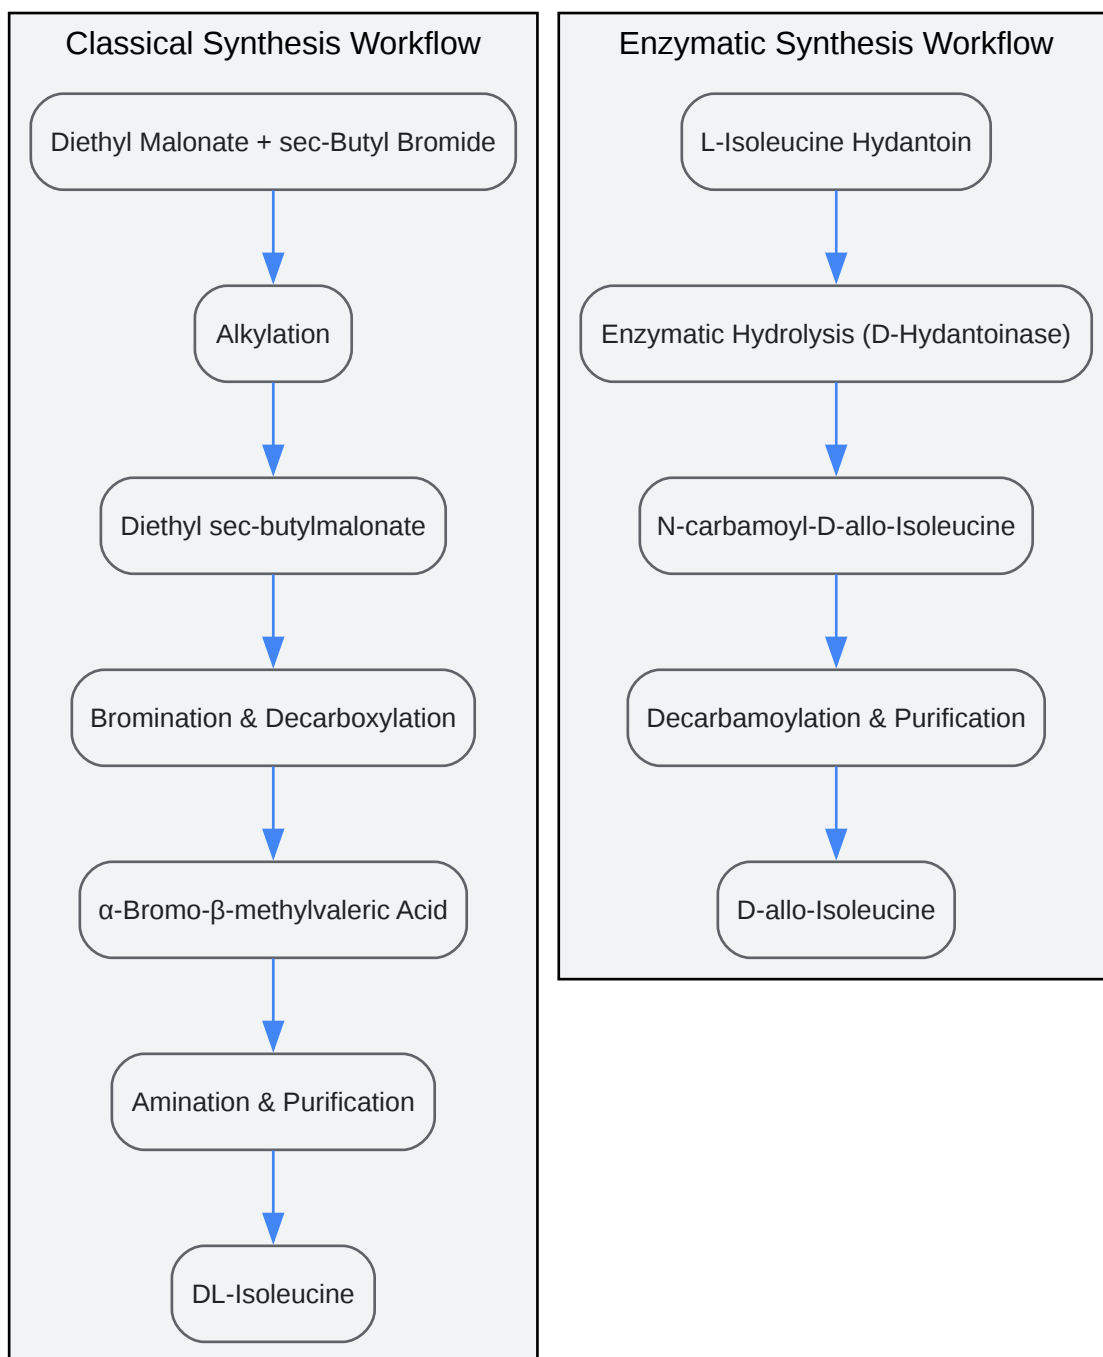 Classical Synthesis Workflow
Diethyl Malonate + sec-Butyl Bromide
Alkylation
Diethyl sec-butylmalonate
Bromination & Decarboxylation
α-Bromo-β-methylvaleric Acid
Amination & Purification
DL-Isoleucine
Enzymatic Synthesis Workflow
L-Isoleucine Hydantoin
Enzymatic Hydrolysis (D-Hydantoinase)
N-carbamoyl-D-allo-Isoleucine
Decarbamoylation & Purification
D-allo-Isoleucine